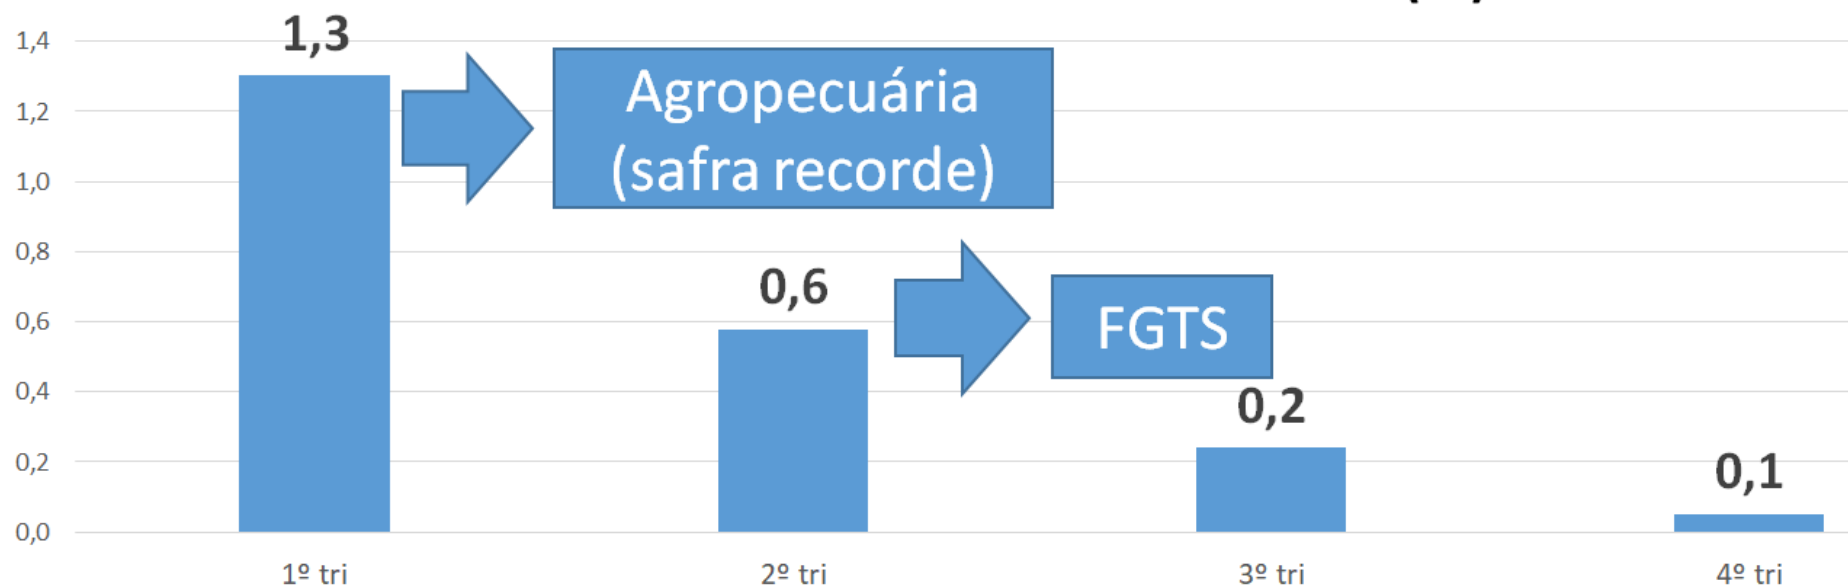 1,4
1,2
1,0
0,8
0,6
0,4
0,2
0,0
1,3
Agropecuária
(safra recorde)
0,6
FGTS
0,2
0,1
1º tri
2º tri
3º tri
4º tri